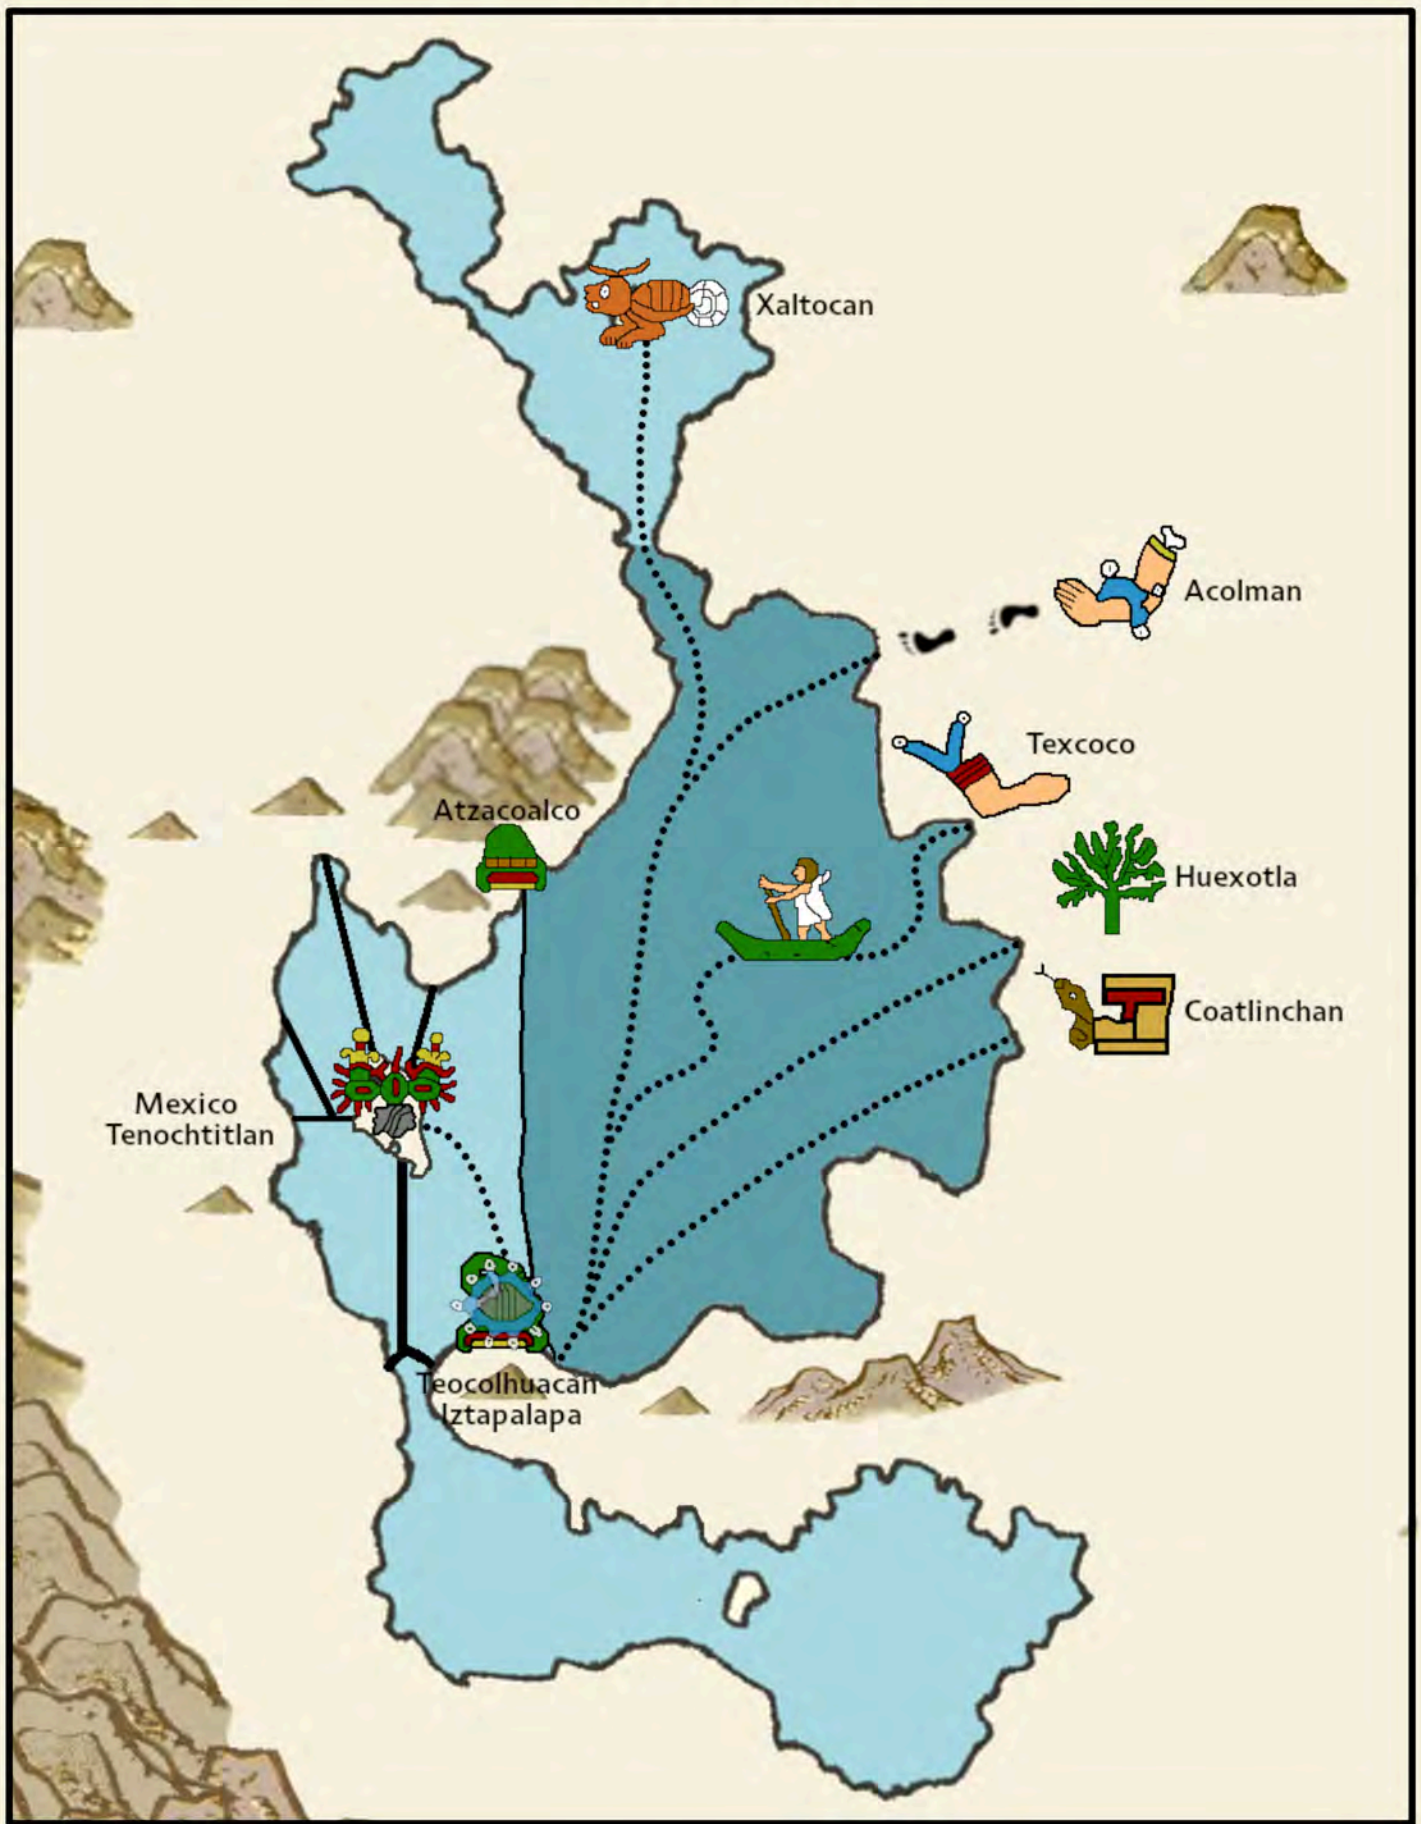 Xaltocan
Acolman
Texcoco
Atzacoalco
Huexotla
Coatlinchan
Mexico
Tenochtitlan
Teocolhuacan
Iztapalapa